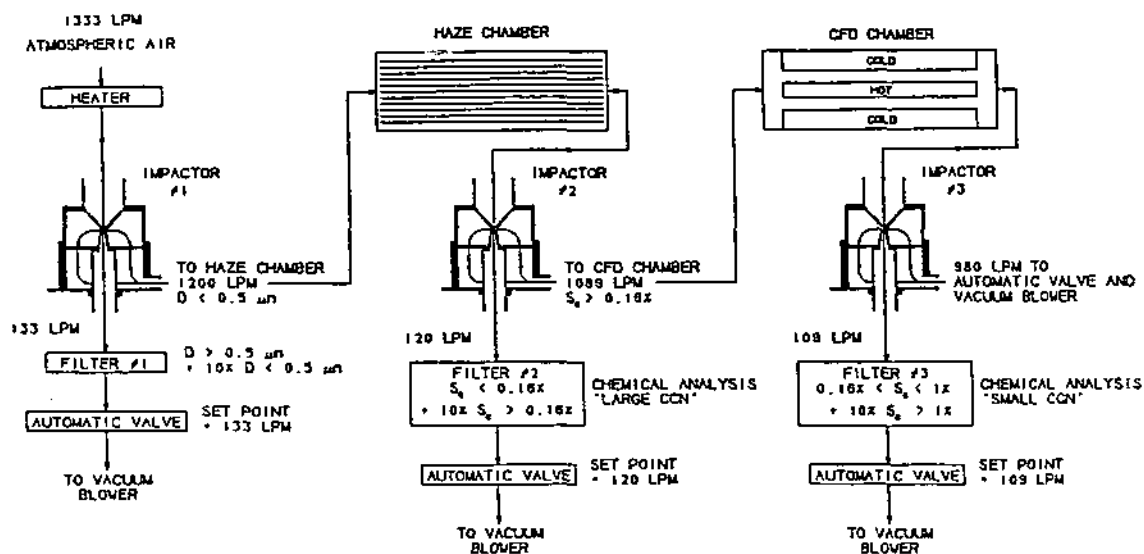 1333 LPM
ATMOSPHERIC AIR
HEATER
IMPACTOR
#1
TO HAZE CHAMBER
1200 LPM
D < 0.5 µm
133 LPM
FILTER #1
D > 0.5 µm
+ 10% D < 0.5 µm
AUTOMATIC VALVE
SET POINT
= 133 LPM
TO VACUUM
BLOWER
HAZE CHAMBER
IMPACTOR
#2
TO CFD CHAMBER
1089 LPM
Sc > 0.16%
120 LPM
FILTER #2
Sc < 0.16%
+ 10% Sc > 0.16%
CHEMICAL ANALYSIS
"LARGE CCN"
AUTOMATIC VALVE
SET POINT
= 120 LPM
TO VACUUM
BLOWER
CFD CHAMBER
COLD
HOT
COLD
IMPACTOR
#3
980 LPM TO
AUTOMATIC VALVE AND
VACUUM BLOWER
109 LPM
FILTER #3
0.16% < Sc < 1%
+ 10% Sc > 1%
CHEMICAL ANALYSIS
"SMALL CCN"
AUTOMATIC VALVE
SET POINT
= 109 LPM
TO VACUUM
BLOWER